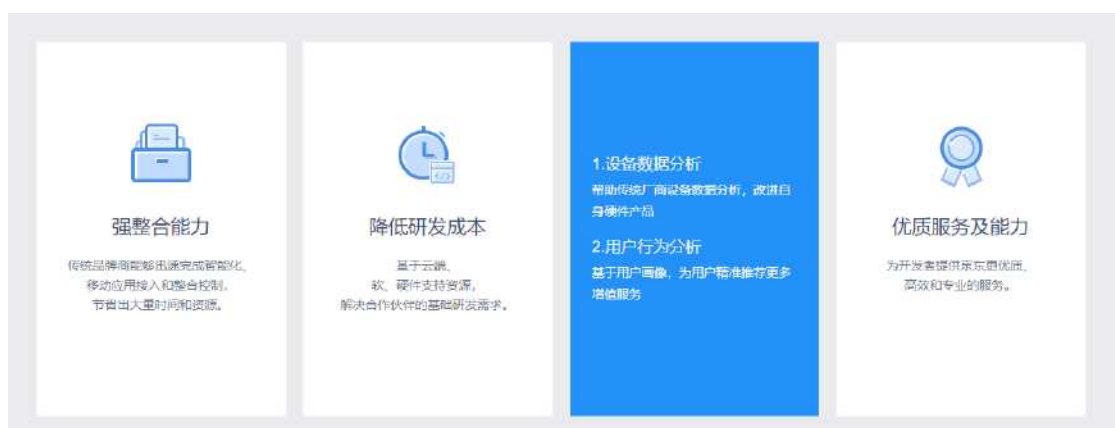 强整合能力
传统品牌商能够迅速完成智能化、
移动应用接入和整合控制,
节省出大量时间和资源。
降低研发成本
基于云端、
软、硬件支持资源,
解决合作伙伴的基础研发需求。
1.设备数据分析
帮助传统厂商设备数据分析,改进自
身硬件产品
2.用户行为分析
基于用户画像,为用户精准推荐更多
增值服务
优质服务及能力
为开发者提供京东更优质、
高效和专业的服务。